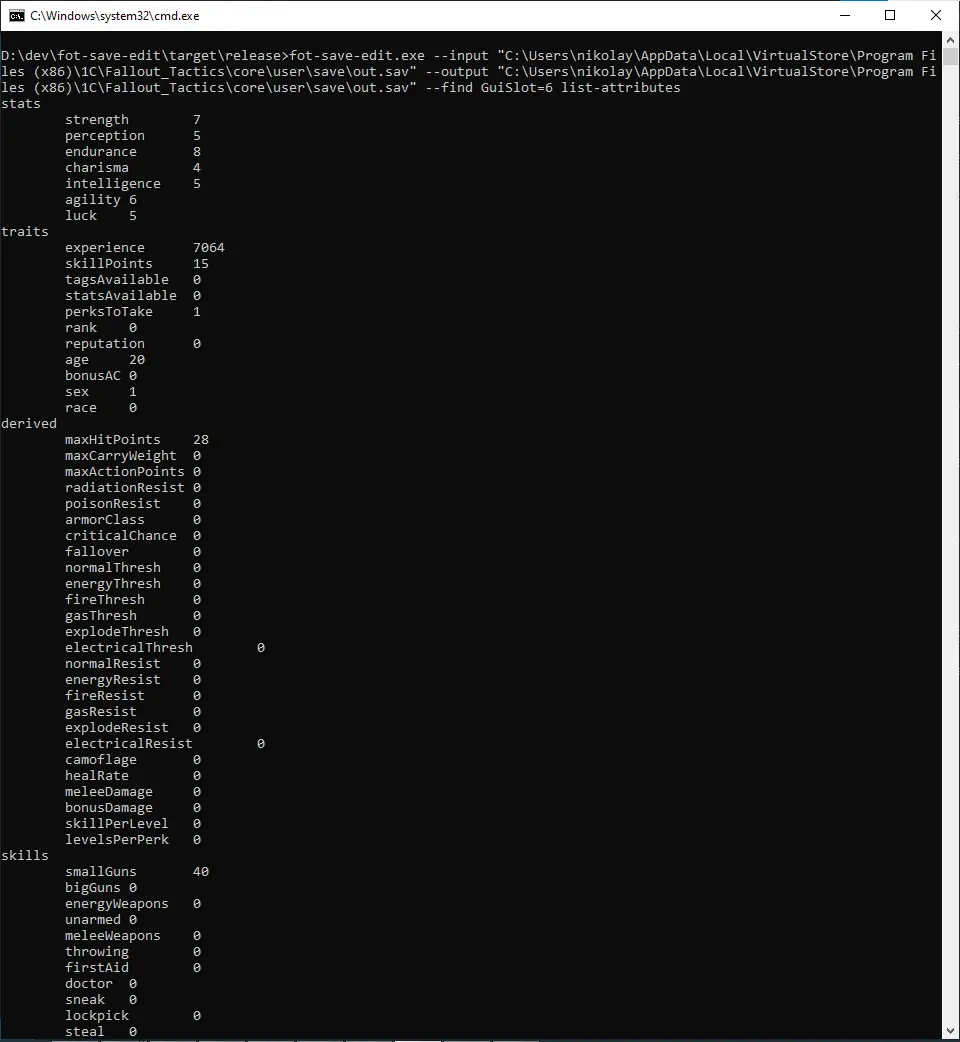 C:\Windows\system32\cmd.exe
D:\dev\fot-save-edit\target\release>fot-save-edit.exe --input "C:\Users\nikolay\AppData\Local\VirtualStore\Program Fi
les (x86)\1C\Fallout_Tactics\core\user\save\out.sav" --output "C:\Users\nikolay\AppData\Local\VirtualStore\Program Fi
les (x86)\1C\Fallout_Tactics\core\user\save\out.sav" --find GuiSlot=6 list-attributes
stats
strength 7
perception 5
endurance 8
charisma 4
intelligence 5
agility 6
luck 5
traits
experience 7064
skillPoints 15
tagsAvailable 0
statsAvailable 0
perksToTake 1
rank 0
reputation 0
age 20
bonusAC 0
sex 1
race 0
derived
maxHitPoints 28
maxCarryWeight 0
maxActionPoints 0
radiationResist 0
poisonResist 0
armorClass 0
criticalChance 0
fallover 0
normalThresh 0
energyThresh 0
fireThresh 0
gasThresh 0
explodeThresh 0
electricalThresh 0
normalResist 0
energyResist 0
fireResist 0
gasResist 0
explodeResist 0
electricalResist 0
camoflage 0
healRate 0
meleeDamage 0
bonusDamage 0
skillPerLevel 0
levelsPerPerk 0
skills
smallGuns 40
bigGuns 0
energyWeapons 0
unarmed 0
meleeWeapons 0
throwing 0
firstAid 0
doctor 0
sneak 0
lockpick 0
steal 0